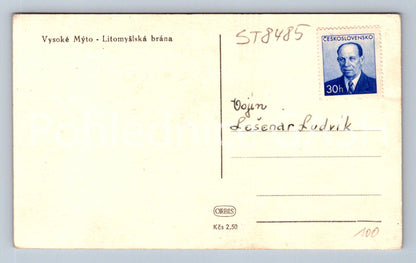 Vysoké Mýto - Litomyšlská brána
ST8485
ČESKOSLOVENSKO
30h
Vojín
Lešenar Ludvík
ORBIS
Kčs 2,50
100